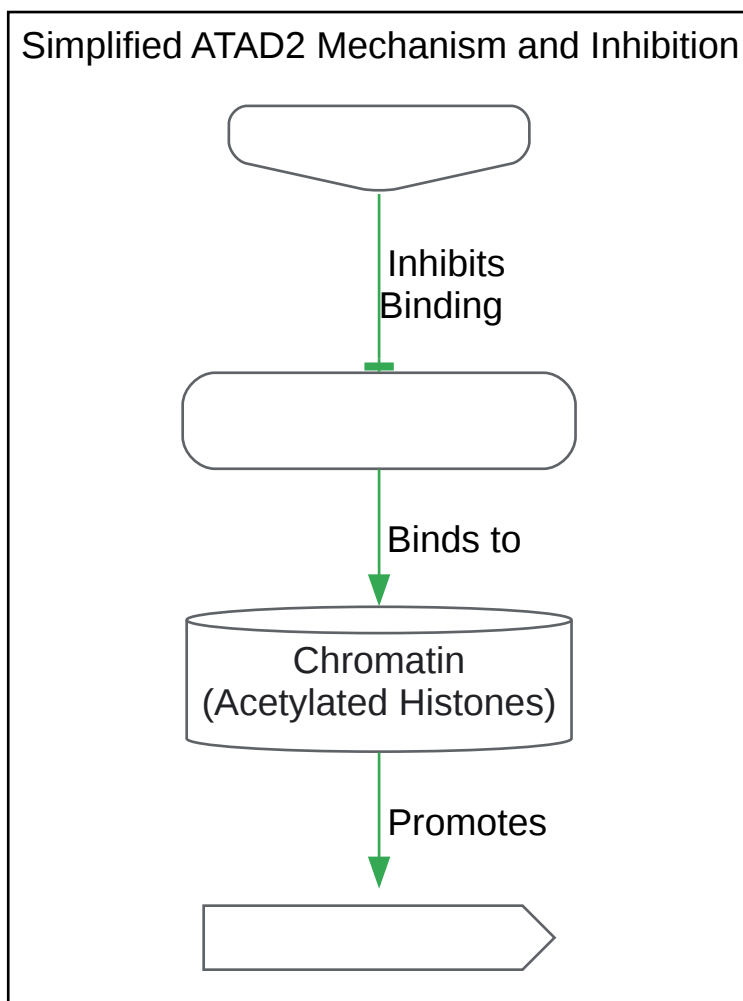 Simplified ATAD2 Mechanism and Inhibition
Inhibits
Binding
Binds to
Chromatin
(Acetylated Histones)
Promotes